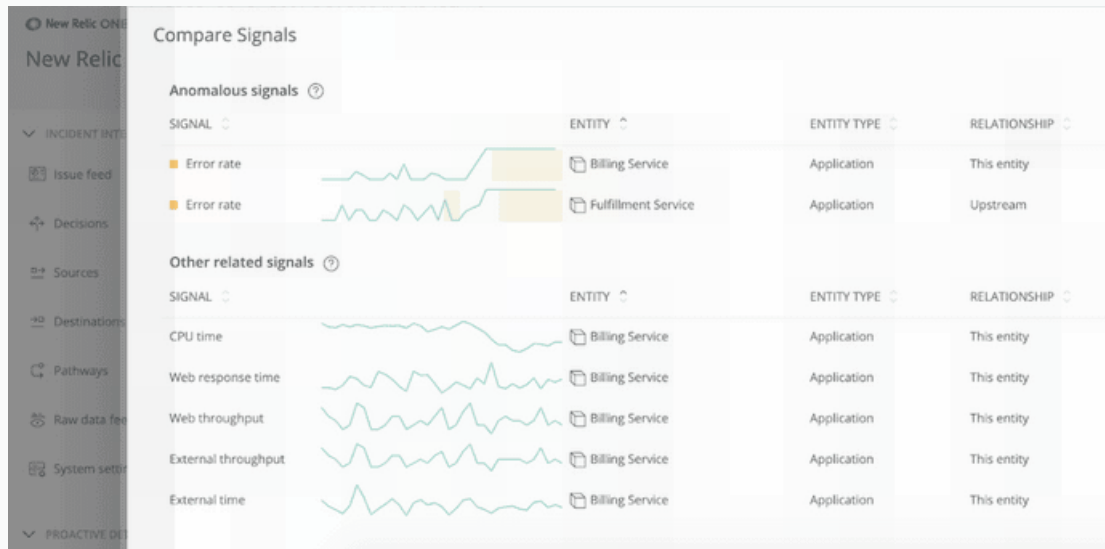 New Relic ONE
New Relic
INCIDENT INTE
Issue feed
Decisions
Sources
Destinations
Pathways
Raw data fee
System settin
PROACTIVE DE
Compare Signals
Anomalous signals ?
SIGNAL ENTITY ENTITY TYPE RELATIONSHIP
Error rate Billing Service Application This entity
Error rate Fulfillment Service Application Upstream
Other related signals ?
SIGNAL ENTITY ENTITY TYPE RELATIONSHIP
CPU time Billing Service Application This entity
Web response time Billing Service Application This entity
Web throughput Billing Service Application This entity
External throughput Billing Service Application This entity
External time Billing Service Application This entity